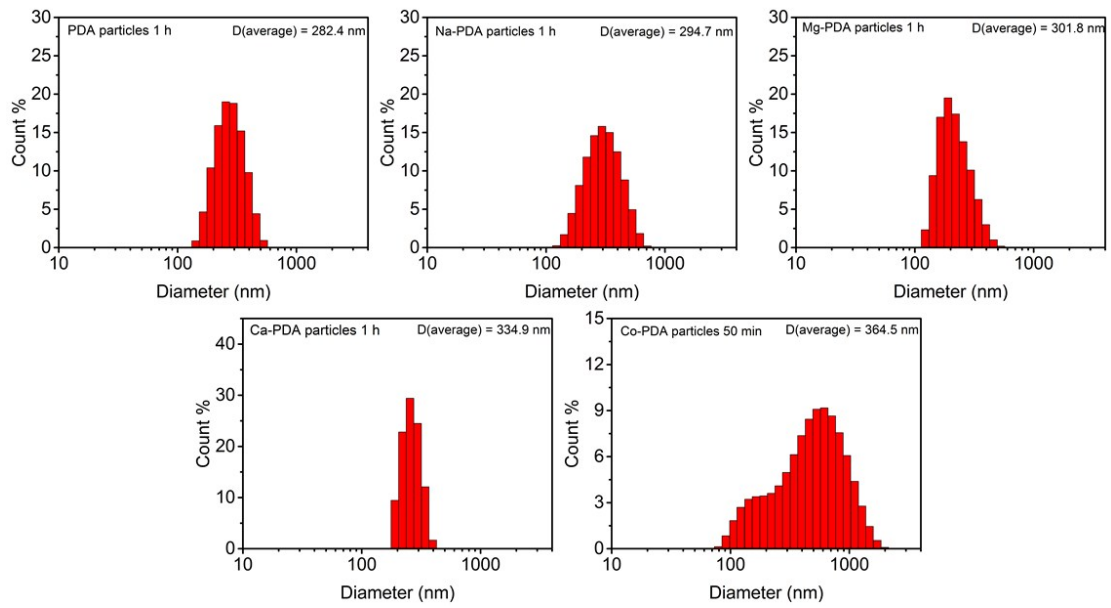 PDA particles 1 h
D(average) = 282.4 nm
30
25
20
15
10
5
0
Count %
10
100
1000
Diameter (nm)
Na-PDA particles 1 h
D(average) = 294.7 nm
30
25
20
15
10
5
0
Count %
10
100
1000
Diameter (nm)
Mg-PDA particles 1 h
D(average) = 301.8 nm
30
25
20
15
10
5
0
Count %
10
100
1000
Diameter (nm)
Ca-PDA particles 1 h
D(average) = 334.9 nm
40
30
20
10
0
Count %
10
100
1000
Diameter (nm)
Co-PDA particles 50 min
D(average) = 364.5 nm
15
12
9
6
3
0
Count %
10
100
1000
Diameter (nm)